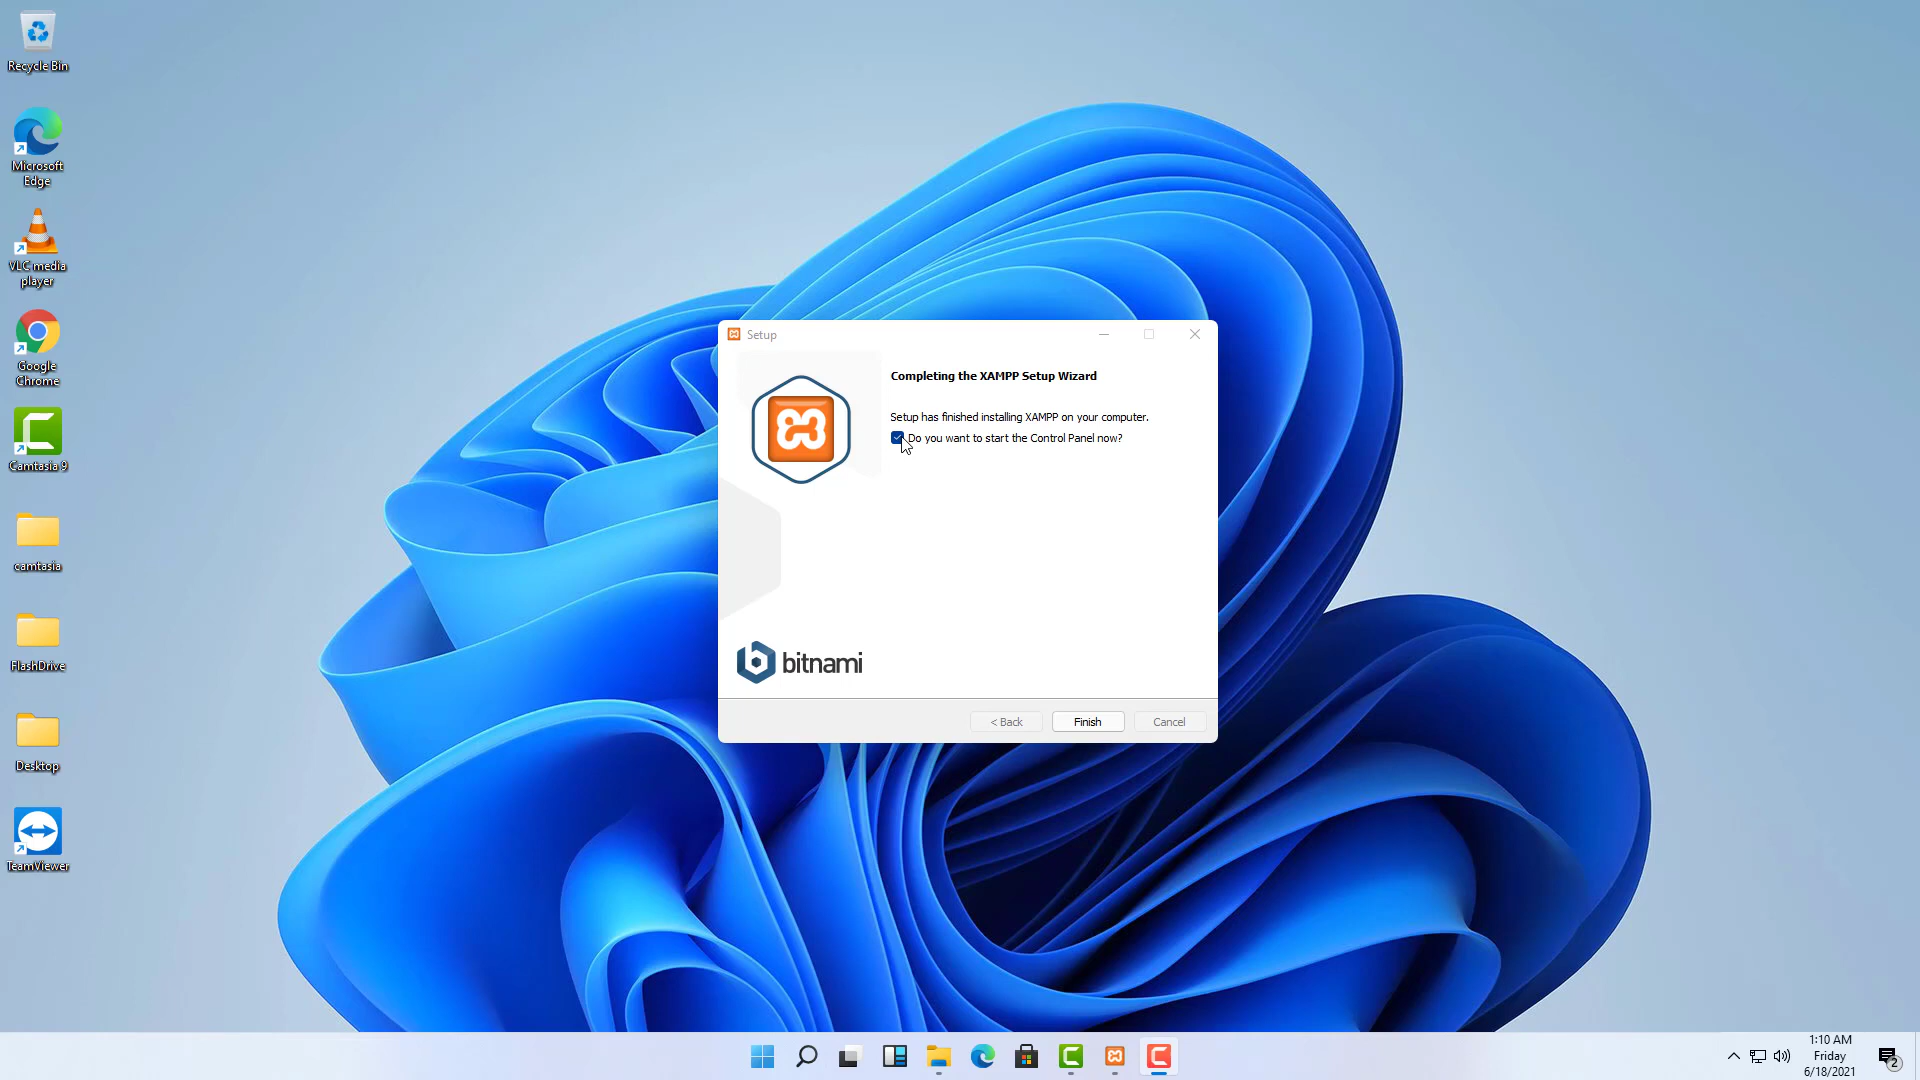 Recycle Bin
Microsoft
Edge
VLC media
player
Google
Chrome
Camtasia 9
camtasia
FlashDrive
Desktop
TeamViewer
Setup
Completing the XAMPP Setup Wizard
Setup has finished installing XAMPP on your computer.
Do you want to start the Control Panel now?
bitnami
< Back
Finish
Cancel
1:10 AM
Friday
6/18/2021
2